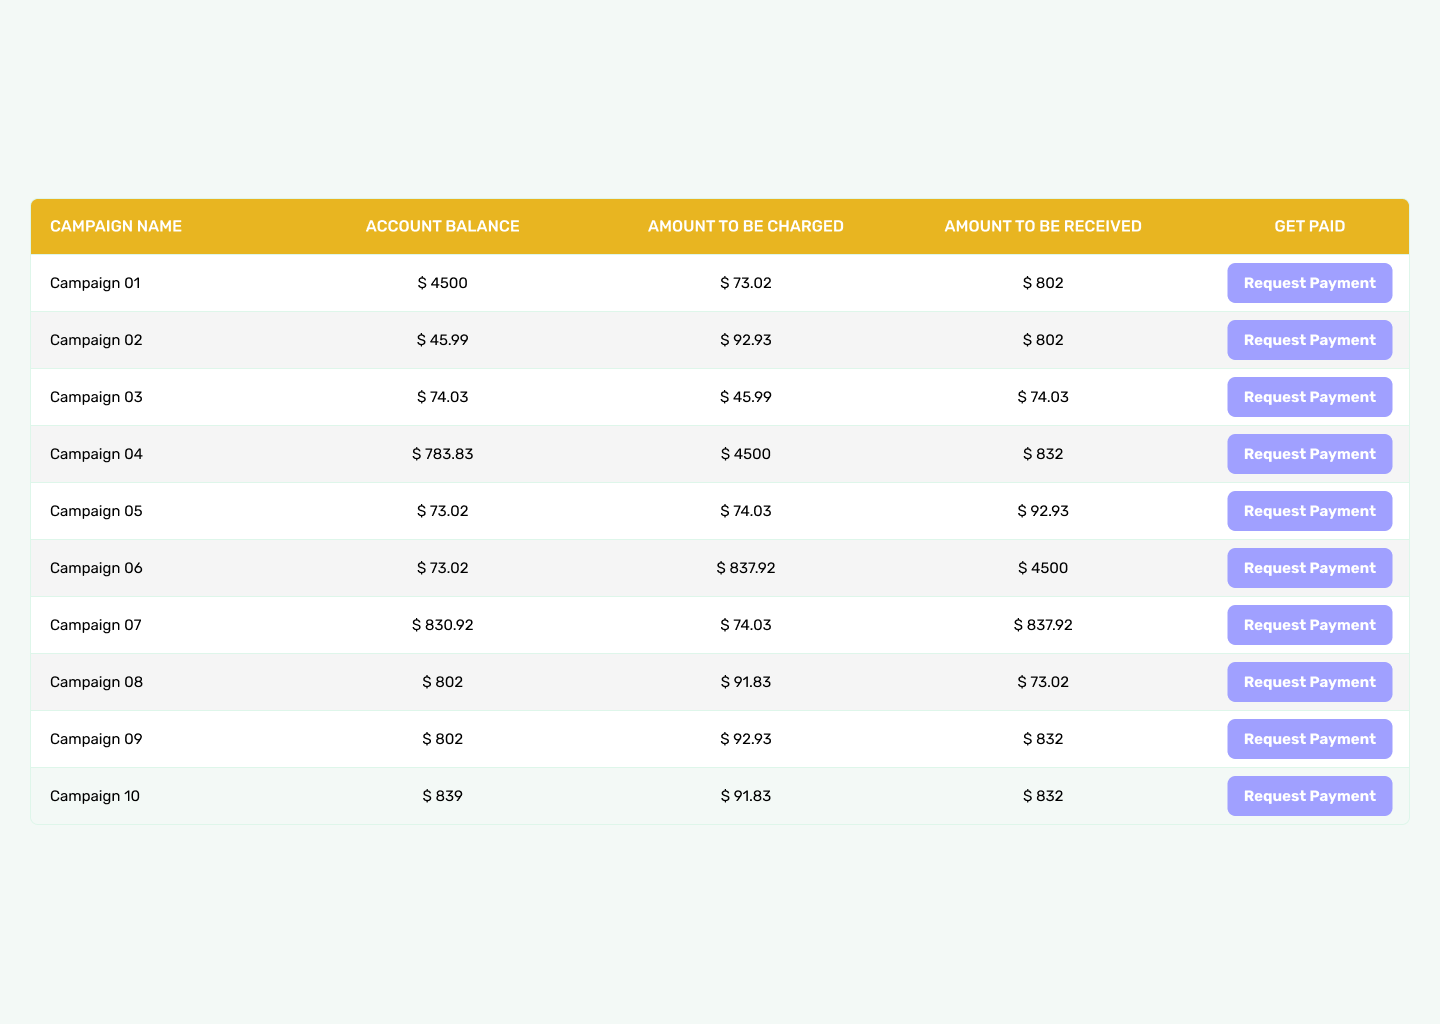 CAMPAIGN NAME ACCOUNT BALANCE AMOUNT TO BE CHARGED AMOUNT TO BE RECEIVED GET PAID
Campaign 01 $ 4500 $ 73.02 $ 802 Request Payment
Campaign 02 $ 45.99 $ 92.93 $ 802 Request Payment
Campaign 03 $ 74.03 $ 45.99 $ 74.03 Request Payment
Campaign 04 $ 783.83 $ 4500 $ 832 Request Payment
Campaign 05 $ 73.02 $ 74.03 $ 92.93 Request Payment
Campaign 06 $ 73.02 $ 837.92 $ 4500 Request Payment
Campaign 07 $ 830.92 $ 74.03 $ 837.92 Request Payment
Campaign 08 $ 802 $ 91.83 $ 73.02 Request Payment
Campaign 09 $ 802 $ 92.93 $ 832 Request Payment
Campaign 10 $ 839 $ 91.83 $ 832 Request Payment